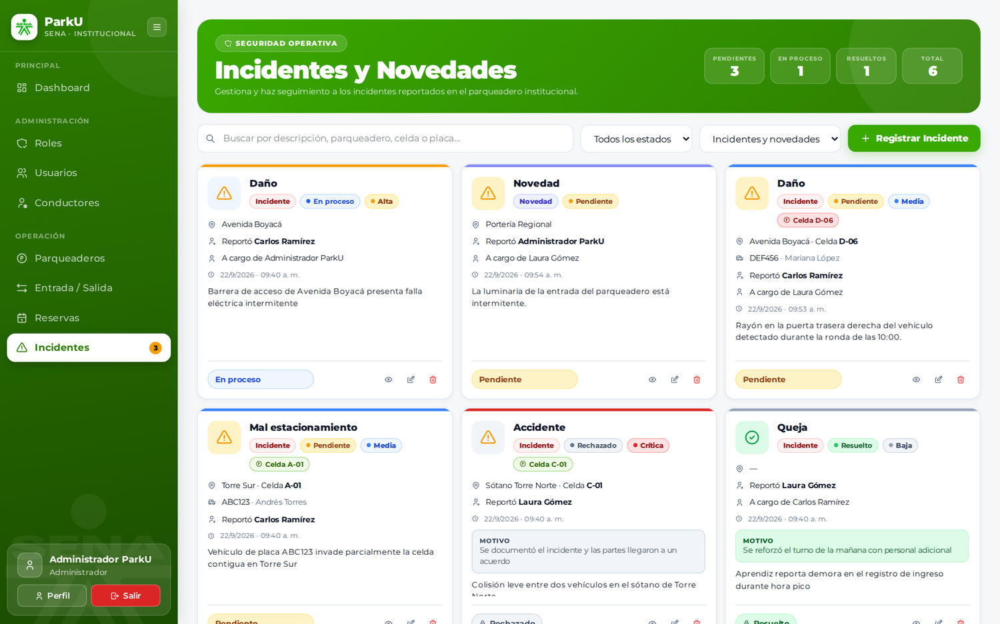 SENA
ParkU
SENA · INSTITUCIONAL
PRINCIPAL
Dashboard
ADMINISTRACIÓN
Roles
Usuarios
Conductores
OPERACIÓN
Parqueaderos
Entrada / Salida
Reservas
Incidentes 3
SENA
Administrador ParkU
Administrador
Perfil
Salir
SEGURIDAD OPERATIVA
Incidentes y Novedades
Gestiona y haz seguimiento a los incidentes reportados en el parqueadero institucional.
PENDIENTES
3
EN PROCESO
1
RESUELTOS
1
TOTAL
6
Buscar por descripción, parqueadero, celda o placa...
Todos los estados
Incidentes y novedades
+ Registrar Incidente
Daño
Incidente
En proceso
Alta
Avenida Boyacá
Reportó Carlos Ramírez
A cargo de Administrador ParkU
22/9/2026 · 09:40 a. m.
Barrera de acceso de Avenida Boyacá presenta falla
eléctrica intermitente
En proceso
Novedad
Novedad
Pendiente
Portería Regional
Reportó Administrador ParkU
A cargo de Laura Gómez
22/9/2026 · 09:54 a. m.
La luminaria de la entrada del parqueadero está
intermitente.
Pendiente
Daño
Incidente
Pendiente
Media
Celda D-06
Avenida Boyacá · Celda D-06
DEF456 · Mariana López
Reportó Carlos Ramírez
A cargo de Laura Gómez
22/9/2026 · 09:53 a. m.
Rayón en la puerta trasera derecha del vehículo
detectado durante la ronda de las 10:00.
Pendiente
Mal estacionamiento
Incidente
Pendiente
Media
Celda A-01
Torre Sur · Celda A-01
ABC123 · Andrés Torres
Reportó Carlos Ramírez
22/9/2026 · 09:40 a. m.
Vehículo de placa ABC123 invade parcialmente la celda
contigua en Torre Sur
Pendiente
Accidente
Incidente
Rechazado
Crítica
Celda C-01
Sótano Torre Norte · Celda C-01
Reportó Laura Gómez
22/9/2026 · 09:40 a. m.
MOTIVO
Se documentó el incidente y las partes llegaron a un
acuerdo
Colisión leve entre dos vehículos en el sótano de Torre
Norte
Rechazado
Queja
Incidente
Resuelto
Baja
—
Reportó Laura Gómez
A cargo de Carlos Ramírez
22/9/2026 · 09:40 a. m.
MOTIVO
Se reforzó el turno de la mañana con personal adicional
Aprendiz reporta demora en el registro de ingreso
durante hora pico
Resuelto